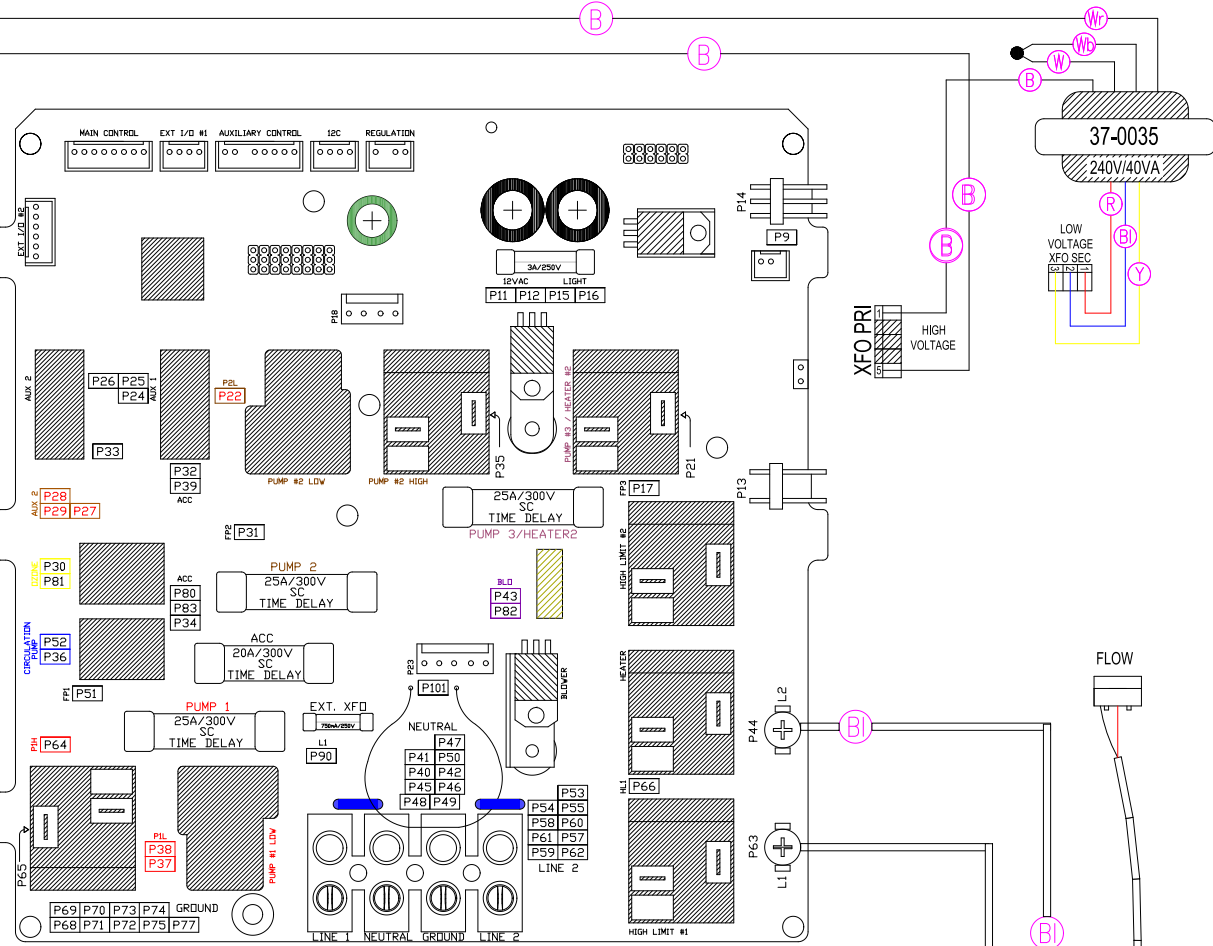 B
Wr
B
Wb
W
B
37-0035
240V/40VA
MAIN CONTROL
EXT I/O #1
AUXILIARY CONTROL
12C
REGULATION
EXT I/O #2
P14
P9
B
B
R
Bl
Y
LOW
VOLTAGE
XFO SEC
3
2
1
3A/250V
12VAC
LIGHT
P11
P12
P15
P16
P18
XFO PRI
1
5
HIGH
VOLTAGE
AUX 2
P26
P25
P24
AUX 1
P2L
P22
PUMP #3 / HEATER #2
P33
P32
P39
ACC
PUMP #2 LOW
PUMP #2 HIGH
P35
P21
AUX 2
P28
P29
P27
25A/300V
SC
TIME DELAY
PUMP 3/HEATER2
FP3
P17
P13
FP2
P31
HIGH LIMIT #2
P30
P81
PUMP 2
25A/300V
SC
TIME DELAY
ACC
P80
P83
P34
BLO
P43
P82
CIRCULATION
PUMP
P52
P36
ACC
20A/300V
SC
TIME DELAY
P23
P101
BLOWER
HEATER
FLOW
FP1
P51
PUMP 1
25A/300V
SC
TIME DELAY
EXT. XFO
750mA/250V
L1
P90
P1H
P64
NEUTRAL
P47
P41
P50
P40
P42
P45
P46
P48
P49
L2
P44
Bl
HL1
P66
P53
P54
P55
P58
P60
P61
P57
P59
P62
LINE 2
P65
P1L
P38
P37
PUMP #1 LOW
P63
L1
P69
P70
P73
P74
GROUND
P68
P71
P72
P75
P77
LINE 1
NEUTRAL
GROUND
LINE 2
HIGH LIMIT #1
Bl